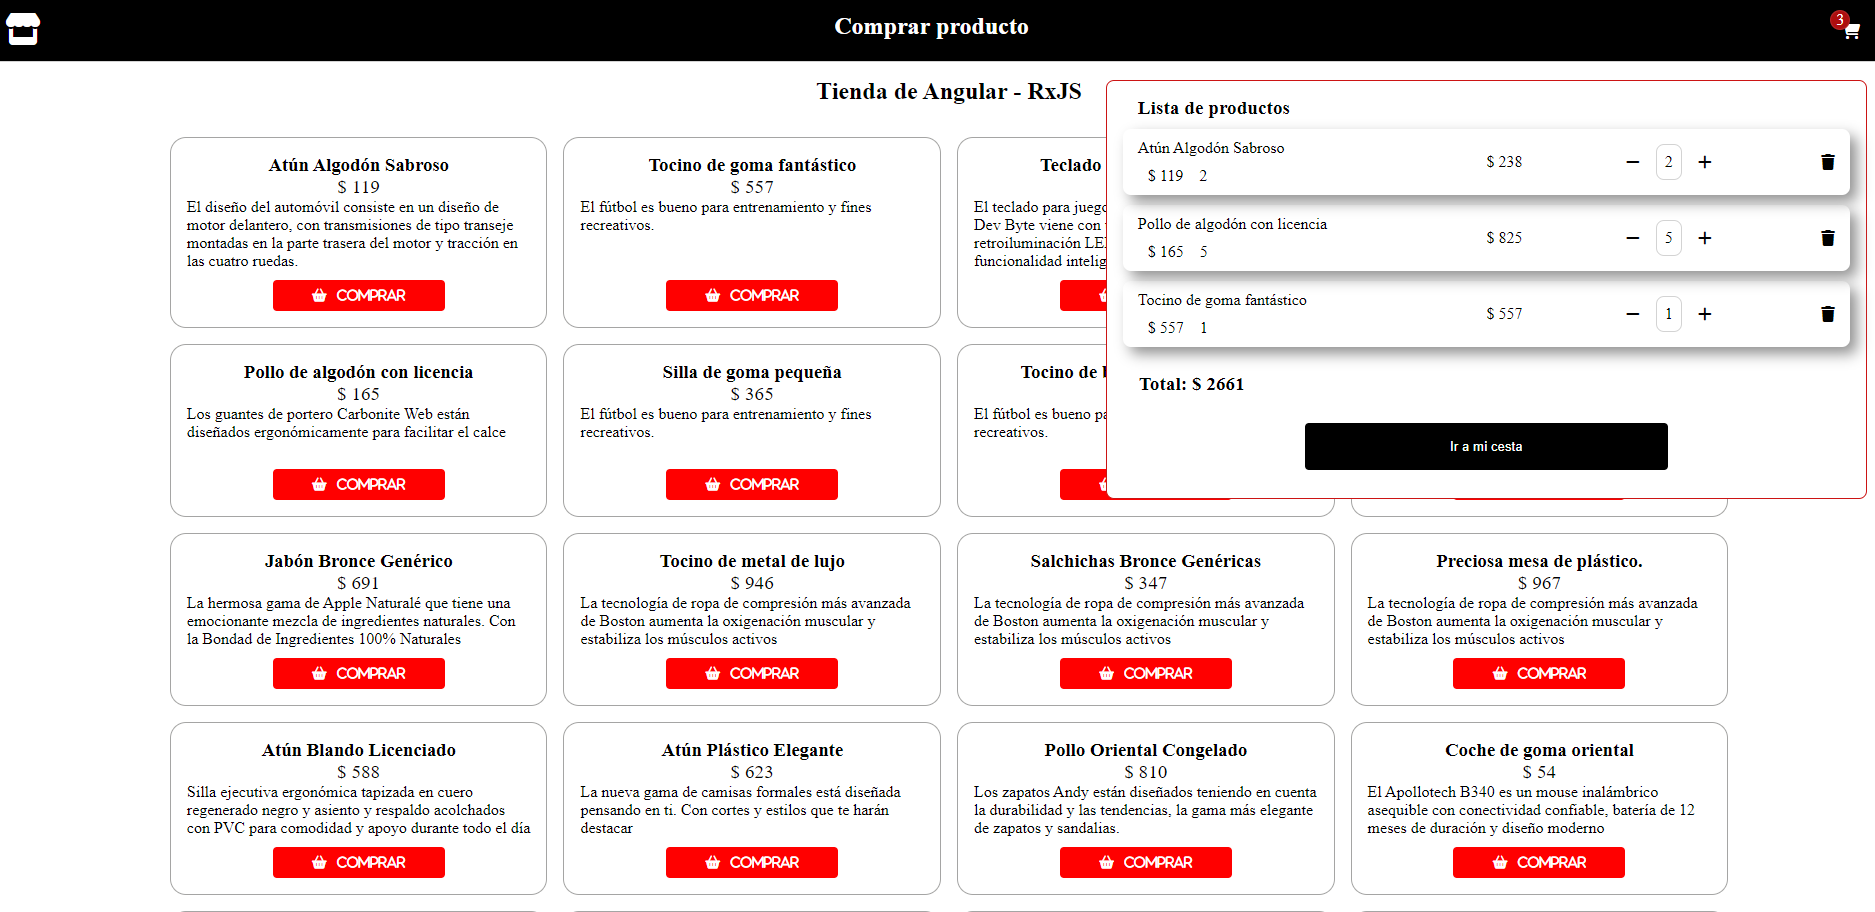 Comprar producto
3
Tienda de Angular - RxJS
Lista de productos
Atún Algodón Sabroso
$ 119 2
$ 238
2
Pollo de algodón con licencia
$ 165 5
$ 825
5
Tocino de goma fantástico
$ 557 1
$ 557
1
Total: $ 2661
Ir a mi cesta
Atún Algodón Sabroso
$ 119
El diseño del automóvil consiste en un diseño de
motor delantero, con transmisiones de tipo transeje
montadas en la parte trasera del motor y tracción en
las cuatro ruedas.
COMPRAR
Tocino de goma fantástico
$ 557
El fútbol es bueno para entrenamiento y fines
recreativos.
COMPRAR
Teclado
El teclado para
Dev Byte viene con
retroiluminación
funcionalidad
Pollo de algodón con licencia
$ 165
Los guantes de portero Carbonite Web están
diseñados ergonómicamente para facilitar el calce
COMPRAR
Silla de goma pequeña
$ 365
El fútbol es bueno para entrenamiento y fines
recreativos.
COMPRAR
Tocino de
El fútbol es bueno
recreativos.
Jabón Bronce Genérico
$ 691
La hermosa gama de Apple Naturalé que tiene una
emocionante mezcla de ingredientes naturales. Con
la Bondad de Ingredientes 100% Naturales
COMPRAR
Tocino de metal de lujo
$ 946
La tecnología de ropa de compresión más avanzada
de Boston aumenta la oxigenación muscular y
estabiliza los músculos activos
COMPRAR
Salchichas Bronce Genéricas
$ 347
La tecnología de ropa de compresión más avanzada
de Boston aumenta la oxigenación muscular y
estabiliza los músculos activos
COMPRAR
Preciosa mesa de plástico.
$ 967
La tecnología de ropa de compresión más avanzada
de Boston aumenta la oxigenación muscular y
estabiliza los músculos activos
COMPRAR
Atún Blando Licenciado
$ 588
Silla ejecutiva ergonómica tapizada en cuero
regenerado negro y asiento y respaldo acolchados
con PVC para comodidad y apoyo durante todo el día
COMPRAR
Atún Plástico Elegante
$ 623
La nueva gama de camisas formales está diseñada
pensando en ti. Con cortes y estilos que te harán
destacar
COMPRAR
Pollo Oriental Congelado
$ 810
Los zapatos Andy están diseñados teniendo en cuenta
la durabilidad y las tendencias, la gama más elegante
de zapatos y sandalias.
COMPRAR
Coche de goma oriental
$ 54
El Apollotech B340 es un mouse inalámbrico
asequible con conectividad confiable, batería de 12
meses de duración y diseño moderno
COMPRAR